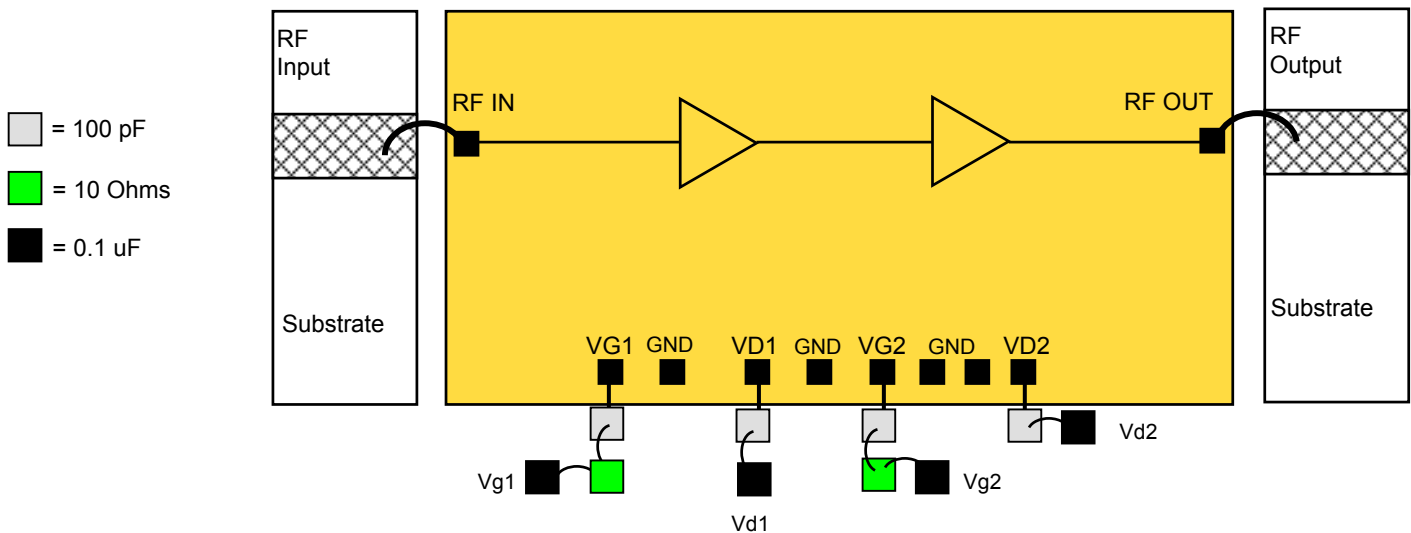 RF
Input
RF
Output
RF IN
RF OUT
= 100 pF
= 10 Ohms
= 0.1 uF
Substrate
Substrate
VG1 GND VD1 GND VG2 GND VD2
Vd2
Vg1
Vg2
Vd1